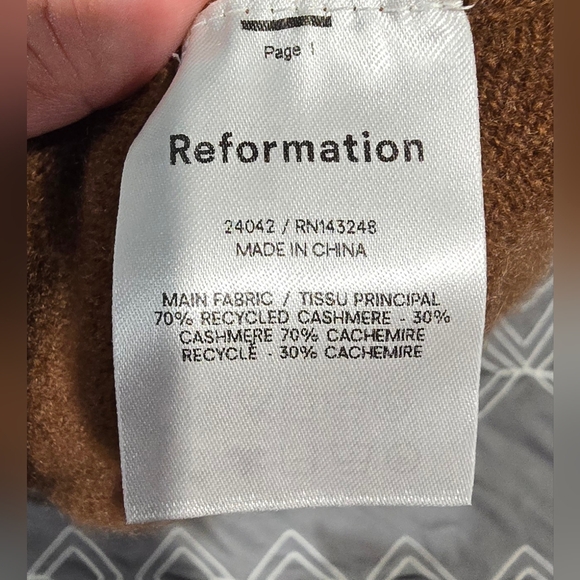 Page 1
Reformation
24042 / RN143248
MADE IN CHINA
MAIN FABRIC / TISSU PRINCIPAL
70% RECYCLED CASHMERE - 30%
CASHMERE 70% CACHEMIRE
RECYCLÉ - 30% CACHEMIRE